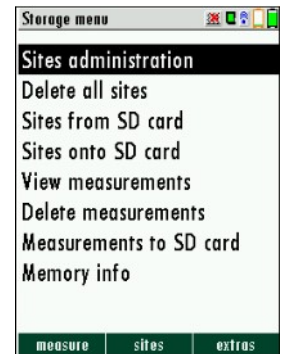 Storage menu
Sites administration
Delete all sites
Sites from SD card
Sites onto SD card
View measurements
Delete measurements
Measurements to SD card
Memory info
measure sites extras